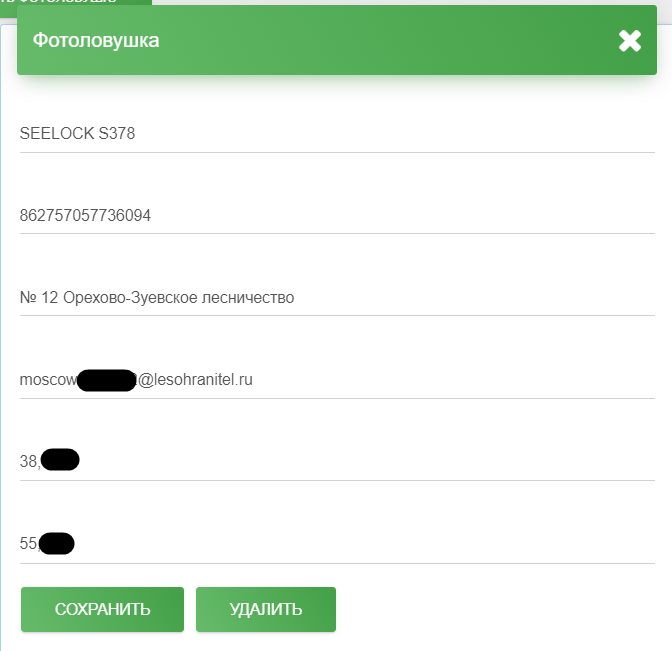 Фотоловушка
SEELOCK S378
862757057736094
№ 12 Орехово-Зуевское лесничество
moscow @lesohranitel.ru
38,
55,
СОХРАНИТЬ УДАЛИТЬ